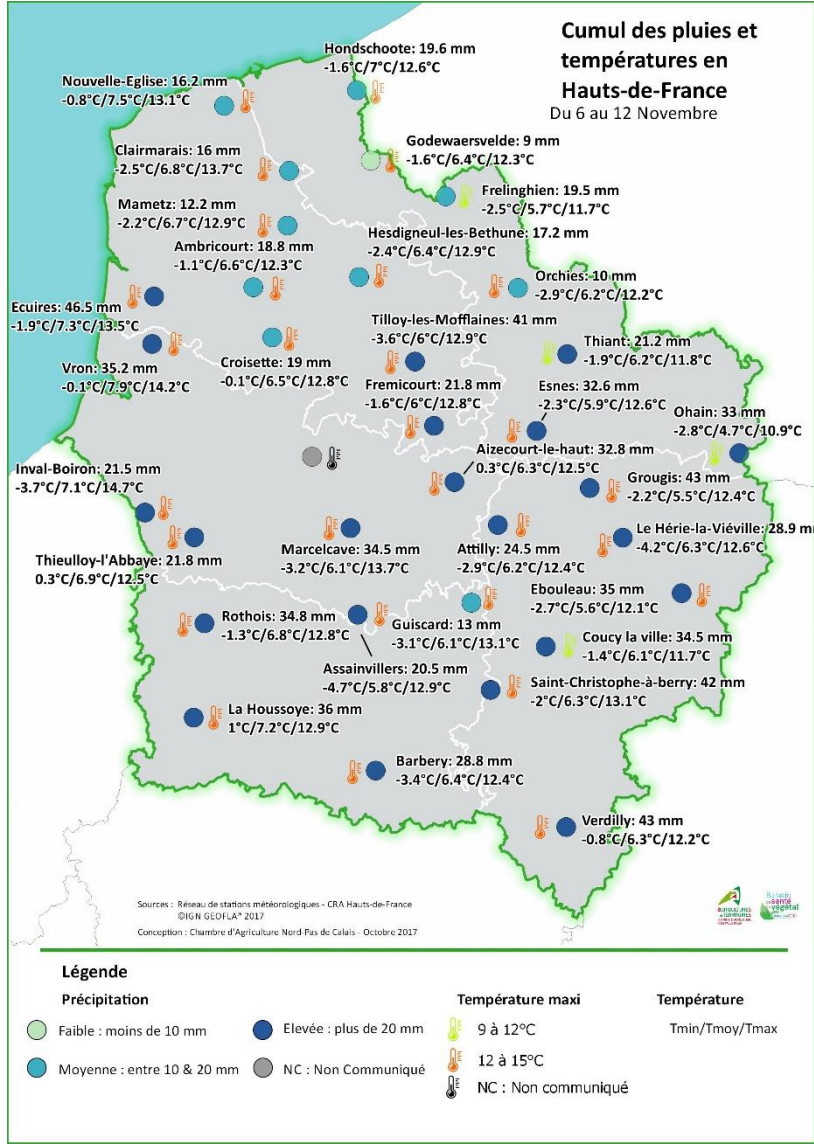 Cumul des pluies et
températures en
Hauts-de-France
Du 6 au 12 Novembre
Hondschoote: 19.6 mm
-1.6°C/7°C/12.6°C
Nouvelle-Eglise: 16.2 mm
-0.8°C/7.5°C/13.1°C
Godewaersvelde: 9 mm
-1.6°C/6.4°C/12.3°C
Clairmarais: 16 mm
-2.5°C/6.8°C/13.7°C
Frelinghien: 19.5 mm
-2.5°C/5.7°C/11.7°C
Mametz: 12.2 mm
-2.2°C/6.7°C/12.9°C
Hesdigneul-les-Bethune: 17.2 mm
-2.4°C/6.4°C/12.9°C
Ambricourt: 18.8 mm
-1.1°C/6.6°C/12.3°C
Orchies: 10 mm
-2.9°C/6.2°C/12.2°C
Ecuires: 46.5 mm
-1.9°C/7.3°C/13.5°C
Tilloy-les-Mofflaines: 41 mm
-3.6°C/6°C/12.9°C
Thiant: 21.2 mm
-1.9°C/6.2°C/11.8°C
Vron: 35.2 mm
-0.1°C/7.9°C/14.2°C
Croisette: 19 mm
-0.1°C/6.5°C/12.8°C
Fremicourt: 21.8 mm
-1.6°C/6°C/12.8°C
Esnes: 32.6 mm
-2.3°C/5.9°C/12.6°C
Ohain: 33 mm
-2.8°C/4.7°C/10.9°C
Aizecourt-le-haut: 32.8 mm
0.3°C/6.3°C/12.5°C
Inval-Boiron: 21.5 mm
-3.7°C/7.1°C/14.7°C
Grougis: 43 mm
-2.2°C/5.5°C/12.4°C
Le Hérie-la-Viéville: 28.9 m
-4.2°C/6.3°C/12.6°C
Thieulloy-l'Abbaye: 21.8 mm
0.3°C/6.9°C/12.5°C
Marcelcave: 34.5 mm
-3.2°C/6.1°C/13.7°C
Attilly: 24.5 mm
-2.9°C/6.2°C/12.4°C
Ebouleau: 35 mm
-2.7°C/5.6°C/12.1°C
Rothois: 34.8 mm
-1.3°C/6.8°C/12.8°C
Guiscard: 13 mm
-3.1°C/6.1°C/13.1°C
Coucy la ville: 34.5 mm
-1.4°C/6.1°C/11.7°C
Assainvillers: 20.5 mm
-4.7°C/5.8°C/12.9°C
Saint-Christophe-à-berry: 42 mm
-2°C/6.3°C/13.1°C
La Houssoye: 36 mm
1°C/7.2°C/12.9°C
Barbery: 28.8 mm
-3.4°C/6.4°C/12.4°C
Verdilly: 43 mm
-0.8°C/6.3°C/12.2°C
Sources : Réseau de stations météorologiques - CRA Hauts-de-France
©IGN GEOFLA® 2017
Conception : Chambre d'Agriculture Nord-Pas de Calais - Octobre 2017
AGRICULTURES
& TERRITOIRES
Bulletin
santé
végétal
Légende
Précipitation
Température maxi
Température
Faible : moins de 10 mm
Elevée : plus de 20 mm
9 à 12°C
Tmin/Tmoy/Tmax
Moyenne : entre 10 & 20 mm
NC : Non Communiqué
12 à 15°C
NC : Non communiqué